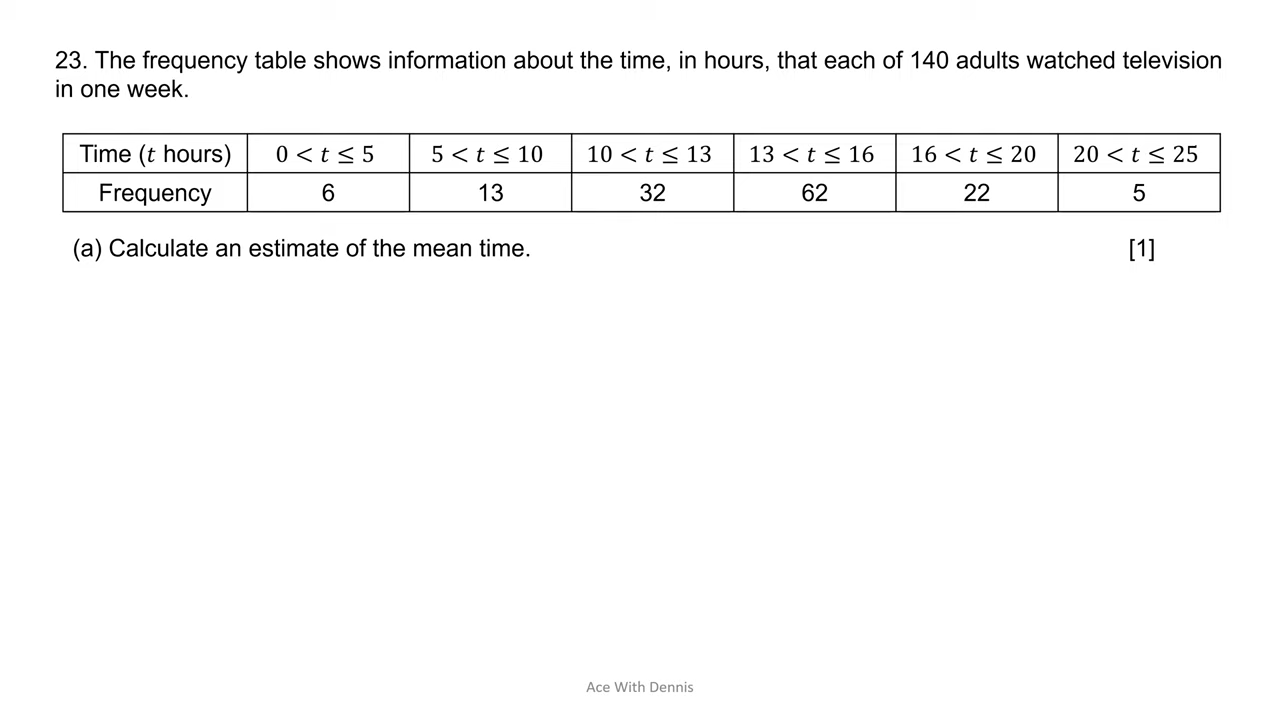 23. The frequency table shows information about the time, in hours, that each of 140 adults watched television
in one week.
Time (t hours) 0 < t ≤ 5 5 < t ≤ 10 10 < t ≤ 13 13 < t ≤ 16 16 < t ≤ 20 20 < t ≤ 25
Frequency 6 13 32 62 22 5
(a) Calculate an estimate of the mean time. [1]
Ace With Dennis